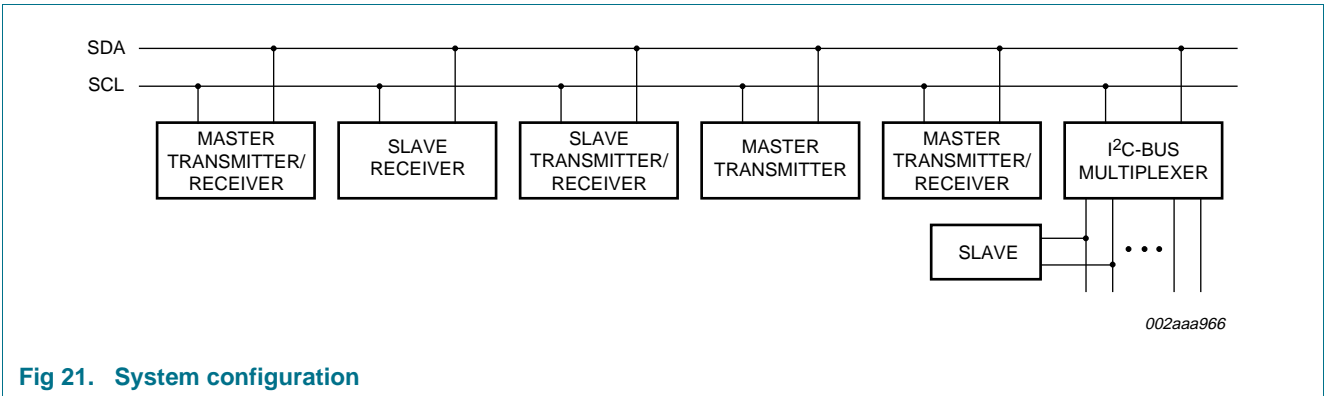 SDA
SCL
MASTER
TRANSMITTER/
RECEIVER
SLAVE
RECEIVER
SLAVE
TRANSMITTER/
RECEIVER
MASTER
TRANSMITTER
MASTER
TRANSMITTER/
RECEIVER
I²C-BUS
MULTIPLEXER
SLAVE
002aaa966
Fig 21. System configuration